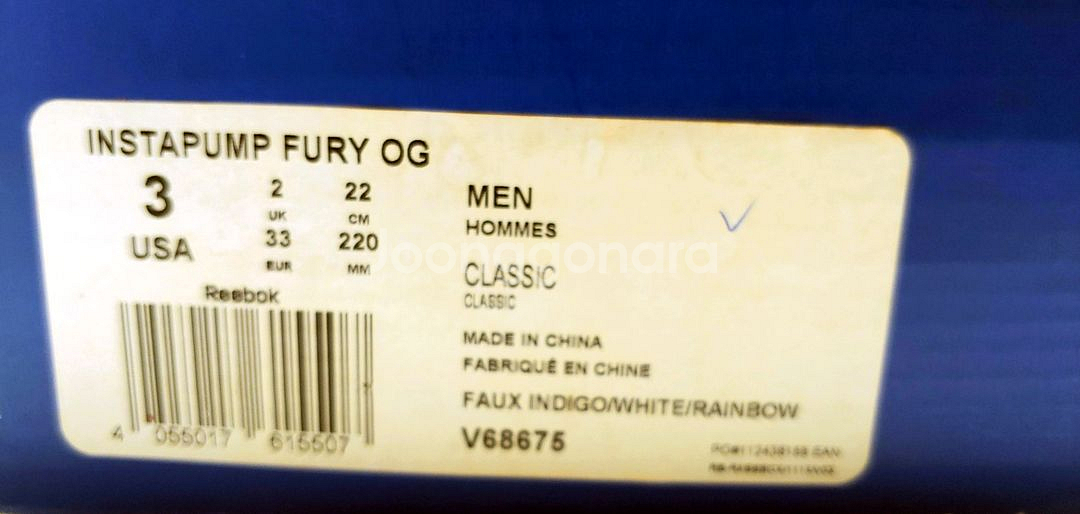 INSTAPUMP FURY OG
3
USA
2
UK
33
EUR
22
CM
220
MM
Reebok
4 055017 615507
MEN
HOMMES
CLASSIC
CLASSIC
MADE IN CHINA
FABRIQUÉ EN CHINE
FAUX INDIGO/WHITE/RAINBOW
V68675
Joonggonara